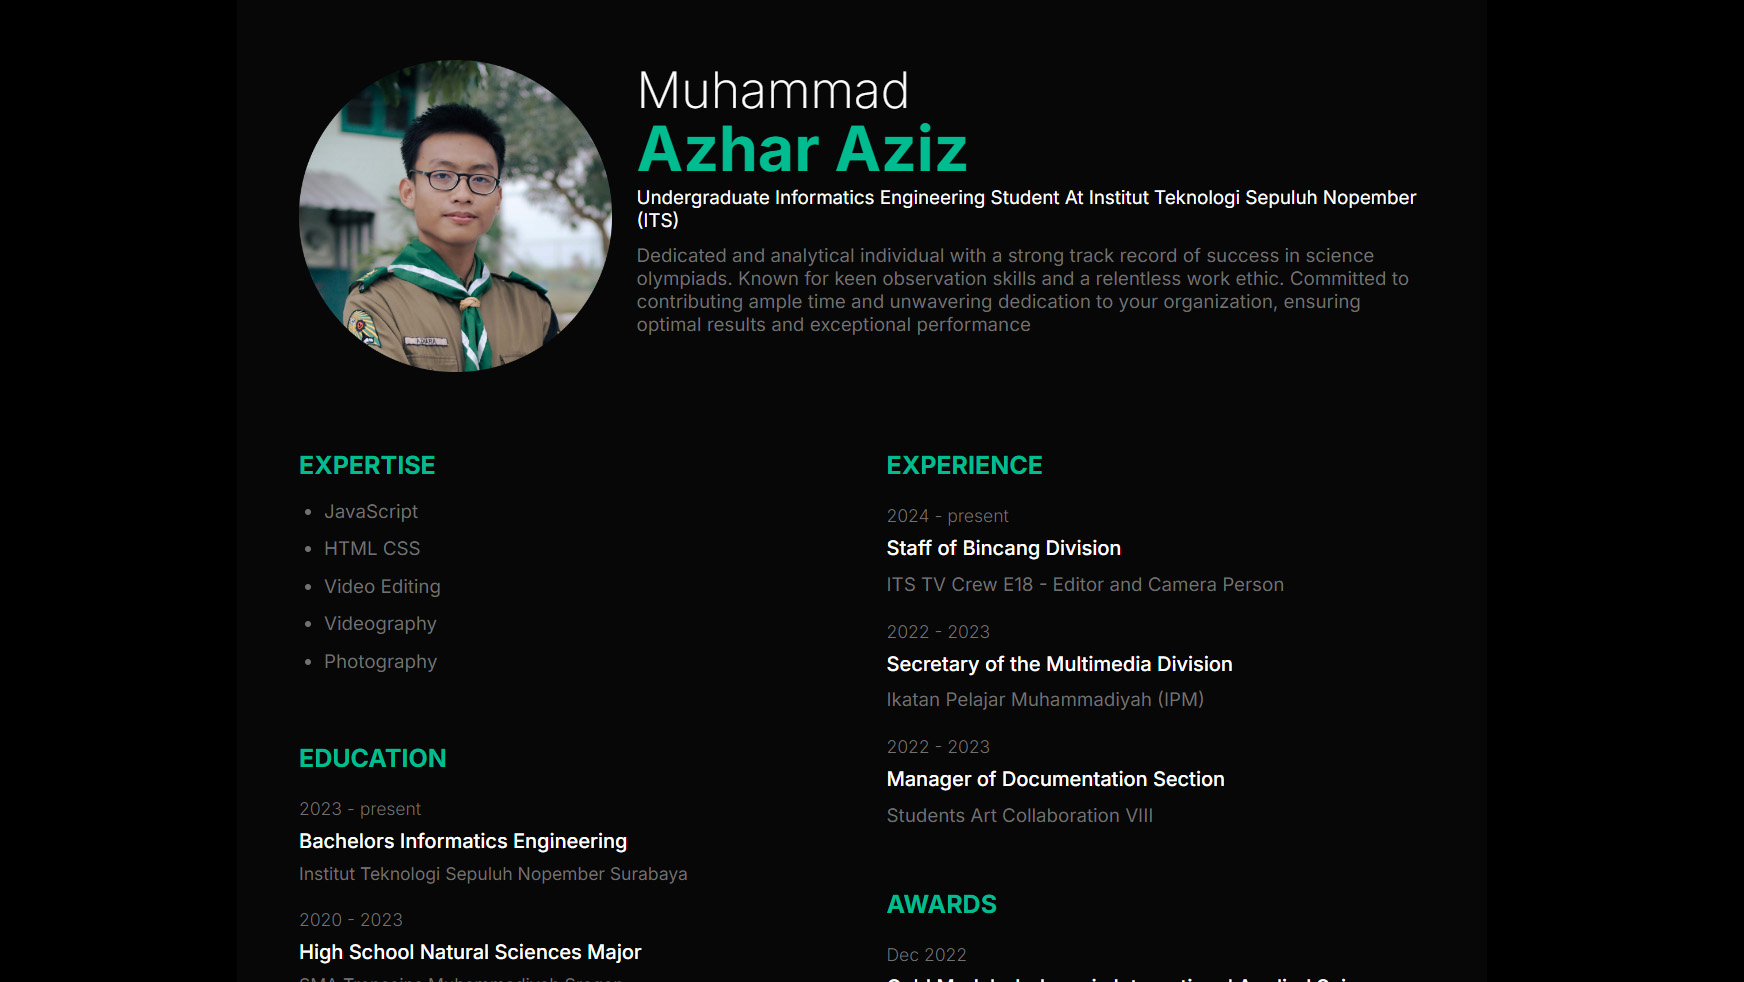 Muhammad
Azhar Aziz
Undergraduate Informatics Engineering Student At Institut Teknologi Sepuluh Nopember
(ITS)
Dedicated and analytical individual with a strong track record of success in science
olympiads. Known for keen observation skills and a relentless work ethic. Committed to
contributing ample time and unwavering dedication to your organization, ensuring
optimal results and exceptional performance
EXPERTISE
• JavaScript
• HTML CSS
• Video Editing
• Videography
• Photography
EDUCATION
2023 - present
Bachelors Informatics Engineering
Institut Teknologi Sepuluh Nopember Surabaya
2020 - 2023
High School Natural Sciences Major
EXPERIENCE
2024 - present
Staff of Bincang Division
ITS TV Crew E18 - Editor and Camera Person
2022 - 2023
Secretary of the Multimedia Division
Ikatan Pelajar Muhammadiyah (IPM)
2022 - 2023
Manager of Documentation Section
Students Art Collaboration VIII
AWARDS
Dec 2022